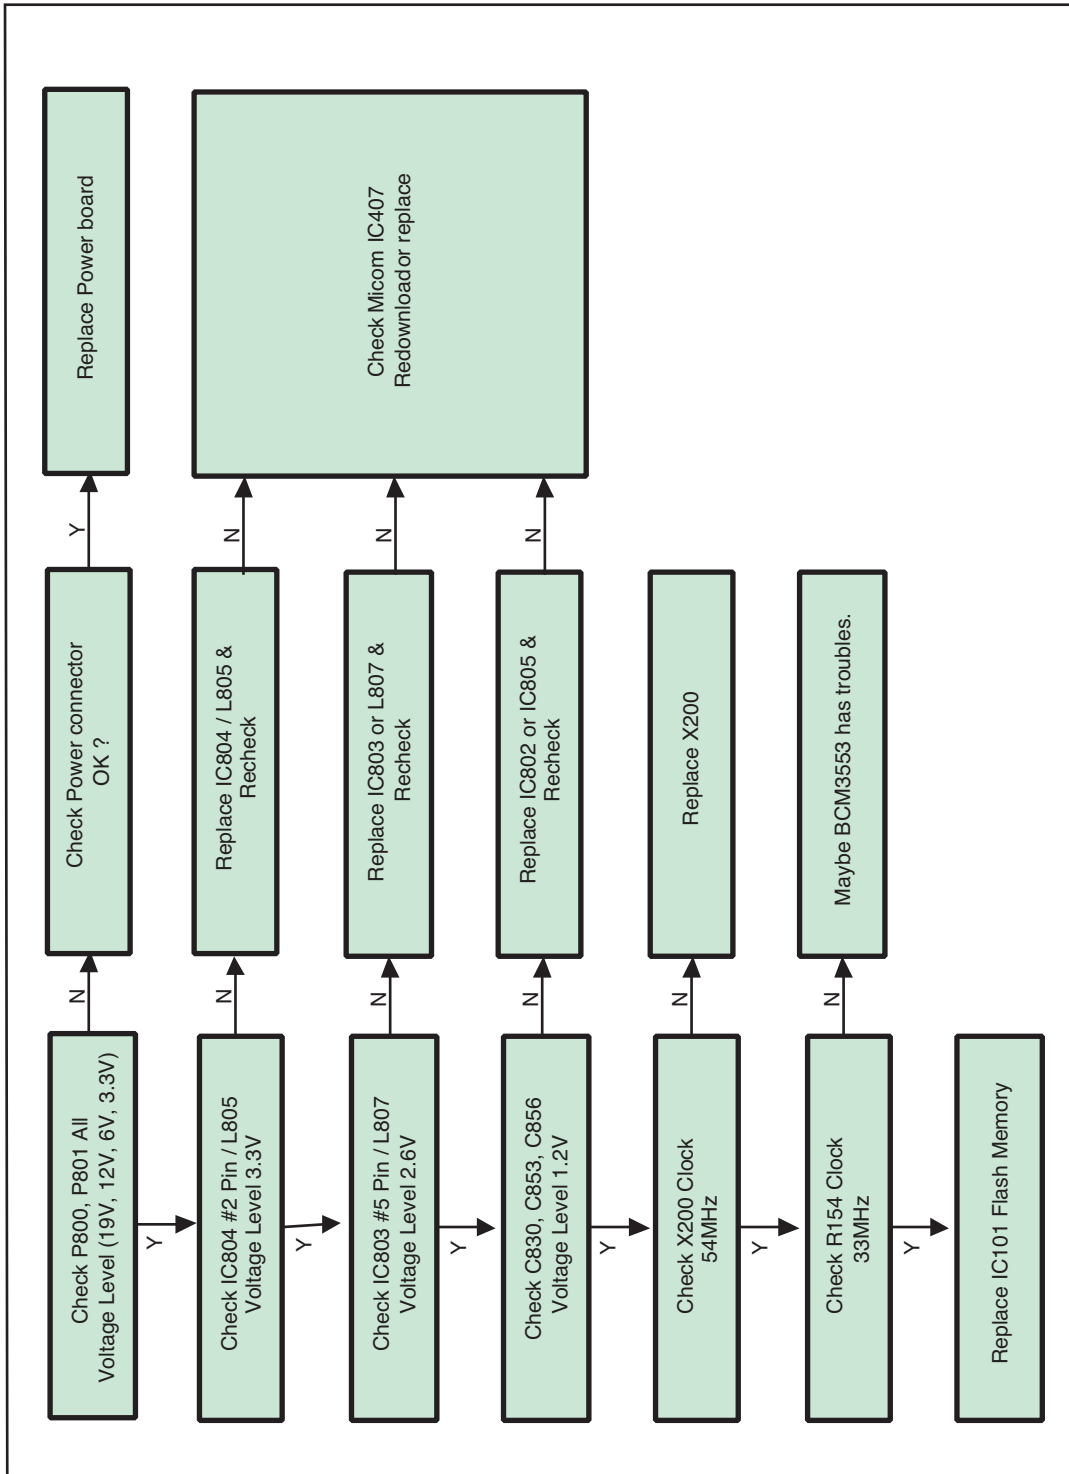 Check P800, P801 All
Voltage Level (19V, 12V, 6V, 3.3V)
N
Check Power connector
OK ?
Y
Replace Power board
Y
Check IC804 #2 Pin / L805
Voltage Level 3.3V
N
Replace IC804 / L805 &
Recheck
N
Check Micom IC407
Redownloador replace
Y
Check IC803 #5 Pin / L807
Voltage Level 2.6V
N
Replace IC803 or L807 &
Recheck
N
Y
Check C830, C853, C856
Voltage Level 1.2V
N
Replace IC802 or IC805 &
Recheck
N
Y
Check X200 Clock
54MHz
N
Replace X200
Y
Check R154 Clock
33MHz
N
Maybe BCM3553 has troubles.
Y
Replace IC101 Flash Memory